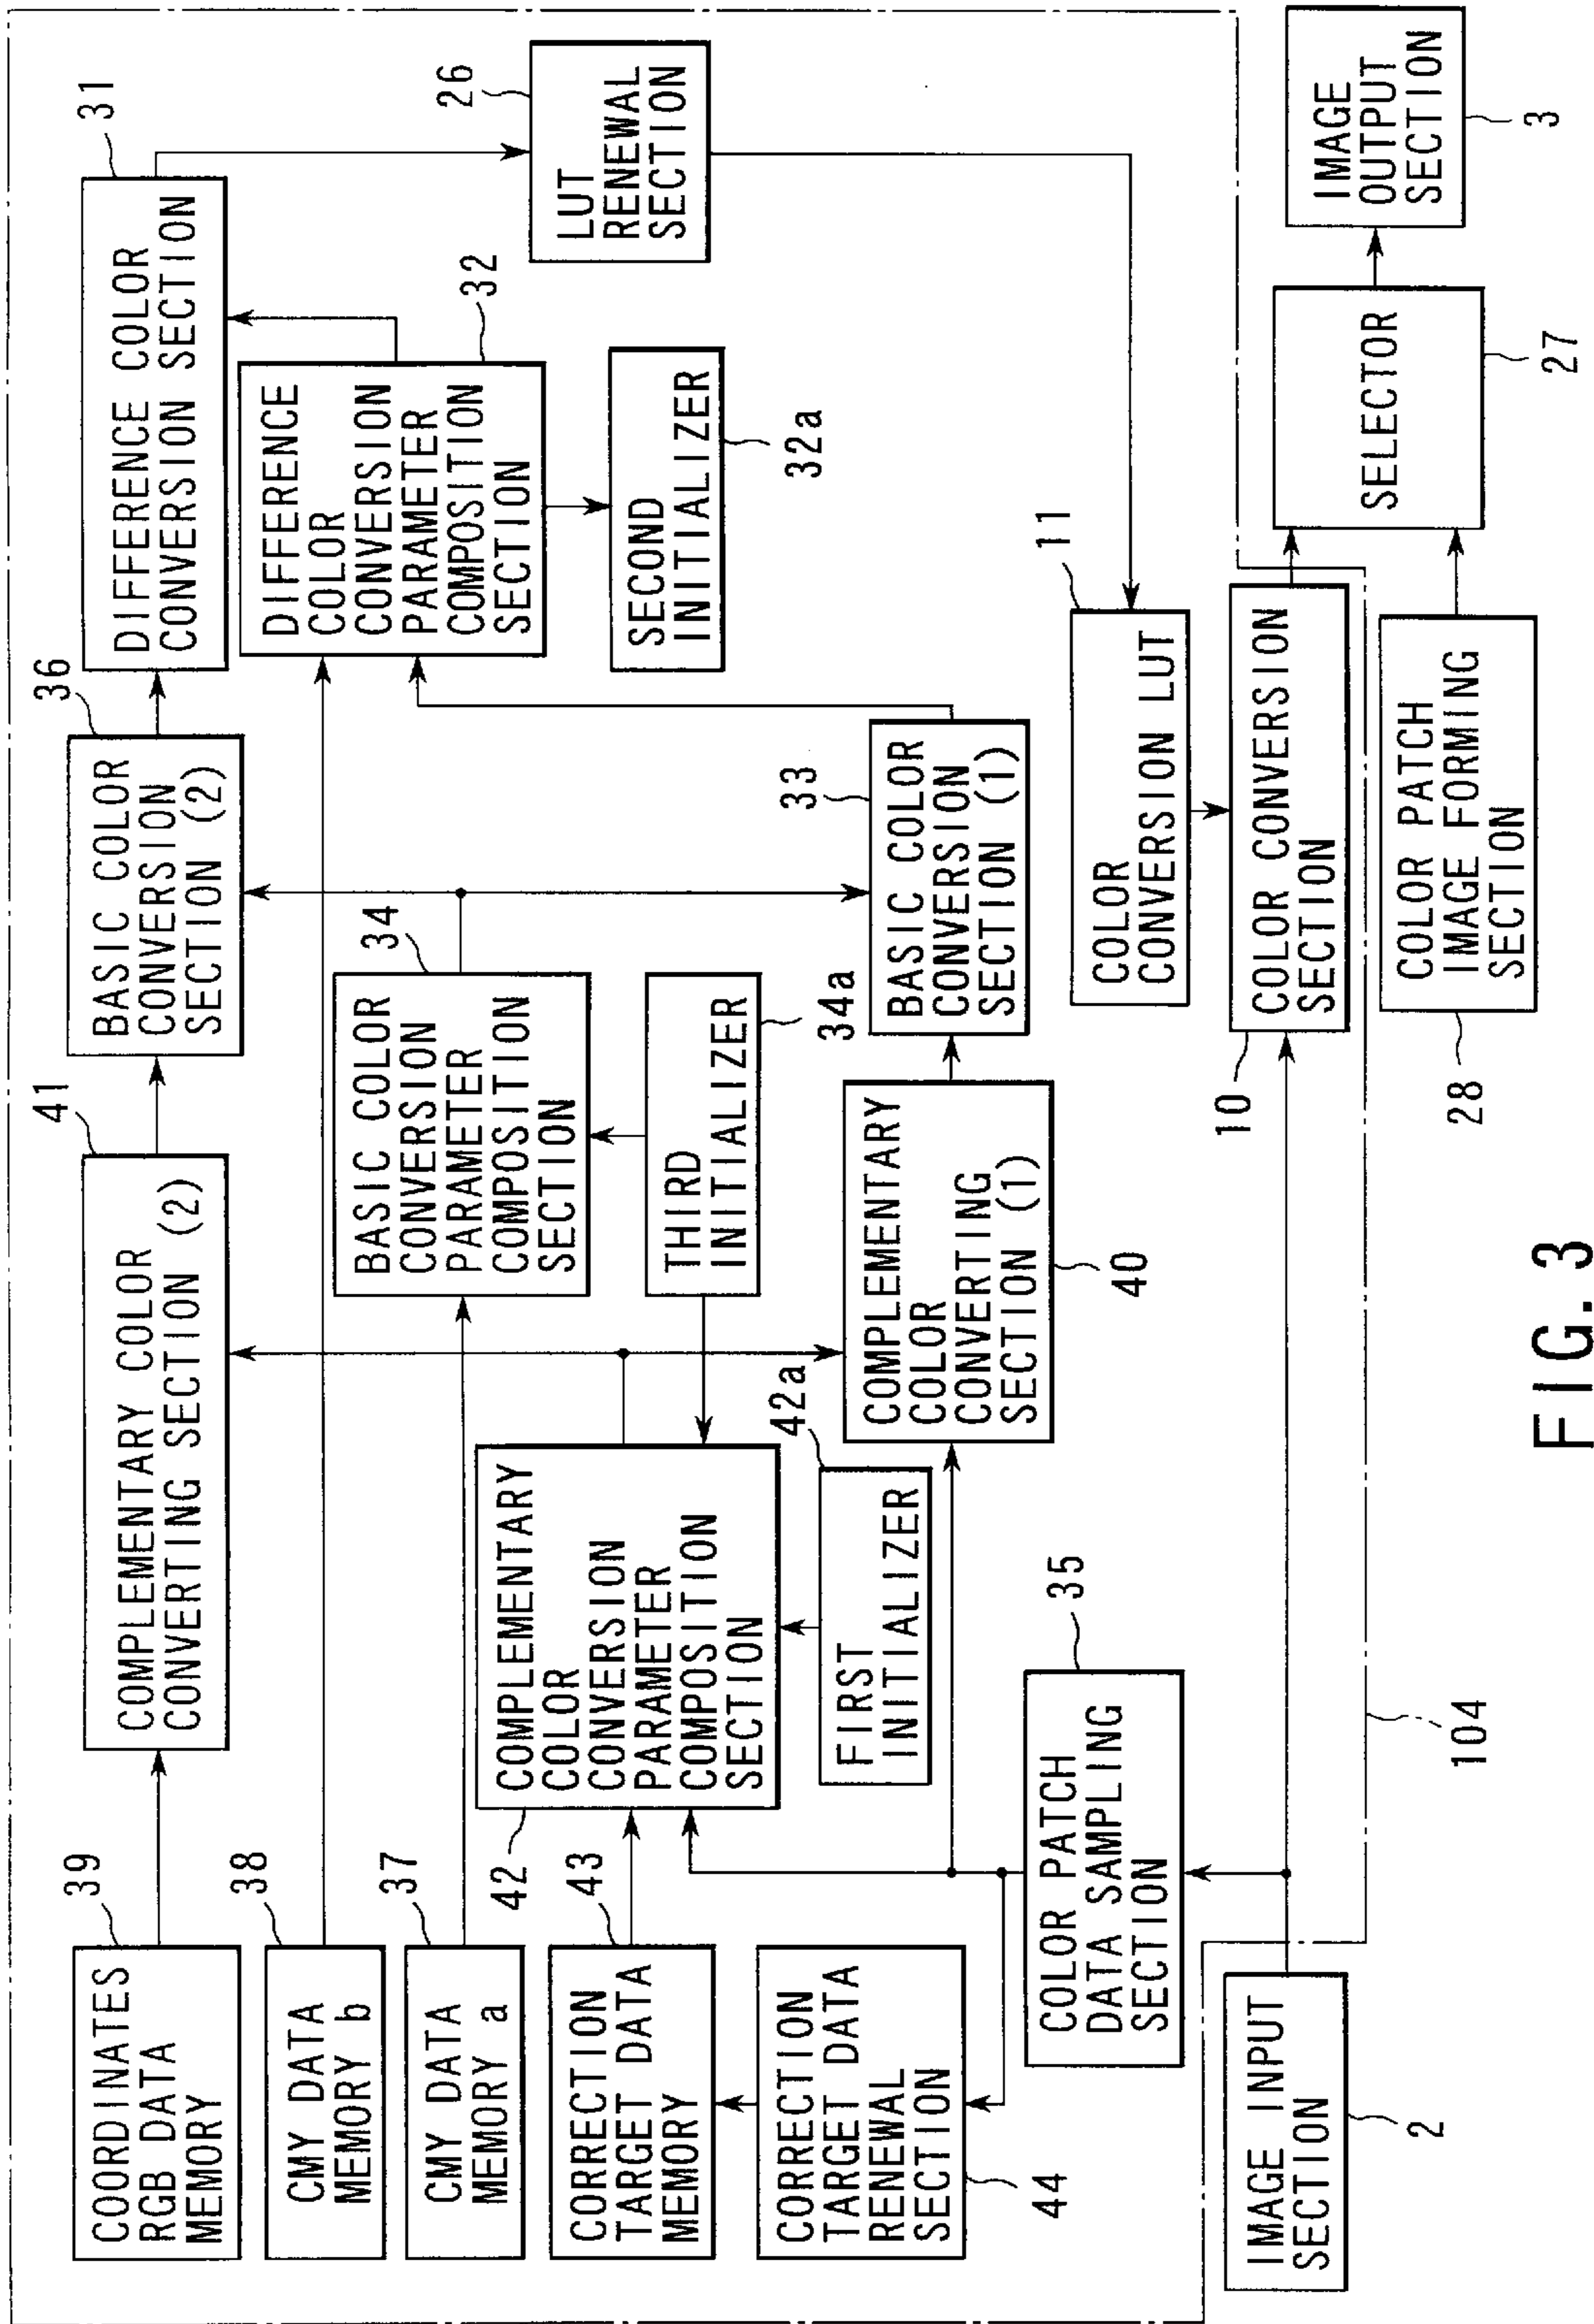 39
COORDINATES
RGB DATA
MEMORY
41
COMPLEMENTARY COLOR
CONVERTING SECTION (2)
36
BASIC COLOR
CONVERSION
SECTION (2)
31
DIFFERENCE COLOR
CONVERSION SECTION
38
CMY DATA
MEMORY b
37
CMY DATA
MEMORY a
34
BASIC COLOR
CONVERSION
PARAMETER
COMPOSITION
SECTION
32
DIFFERENCE
COLOR
CONVERSION
PARAMETER
COMPOSITION
SECTION
26
LUT
RENEWAL
SECTION
43
CORRECTION
TARGET DATA
MEMORY
42
COMPLEMENTARY
COLOR
CONVERSION
PARAMETER
COMPOSITION
SECTION
THIRD
INITIALIZER
34a
SECOND
INITIALIZER
32a
CORRECTION
TARGET DATA
RENEWAL
SECTION
44
FIRST
INITIALIZER
42a
COMPLEMENTARY
COLOR
CONVERTING
SECTION (1)
40
33
BASIC COLOR
CONVERSION
SECTION (1)
35
COLOR PATCH
DATA SAMPLING
SECTION
11
COLOR
CONVERSION LUT
IMAGE INPUT
SECTION
2
10
COLOR CONVERSION
SECTION
SELECTOR
27
IMAGE
OUTPUT
SECTION
3
104
28
COLOR PATCH
IMAGE FORMING
SECTION
FIG. 3